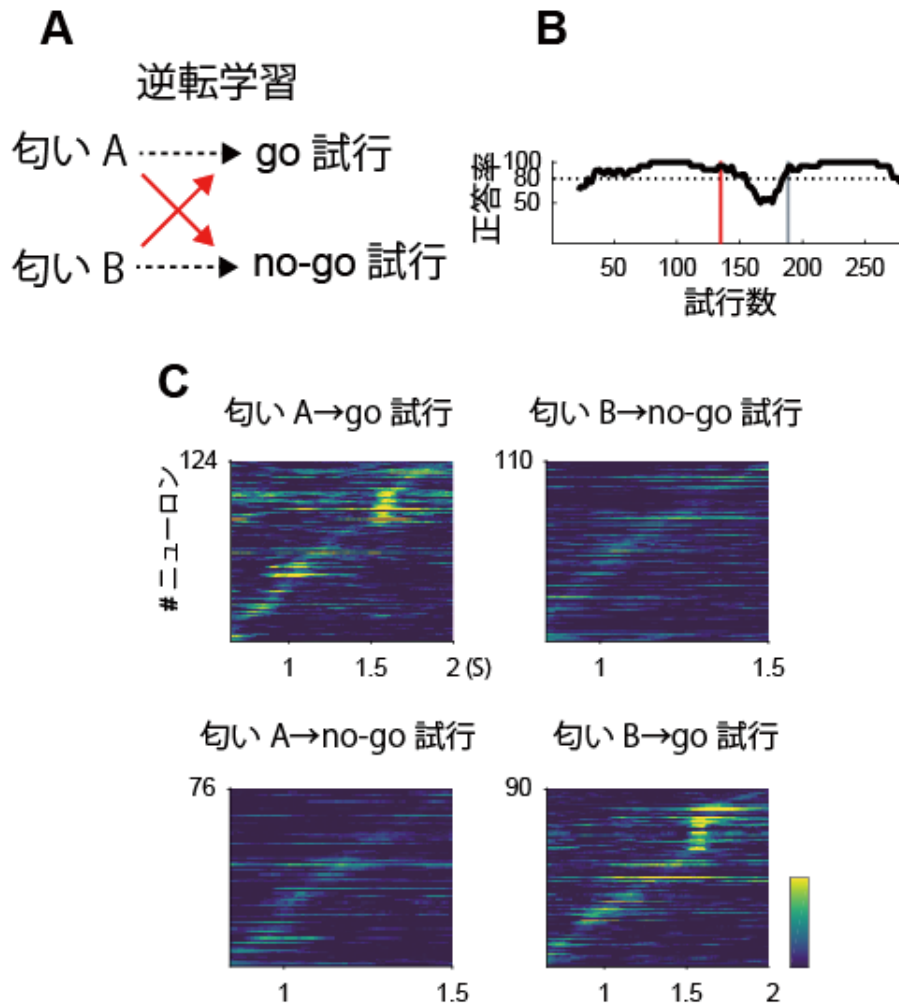 A
逆転学習
匂い A
go 試行
匂い B
no-go 試行
B
正答率
100
80
50
50 100 150 200 250
試行数
C
匂い A→go 試行
124
# ニューロン
1 1.5 2 (S)
匂い B→no-go 試行
110
1 1.5
匂い A→no-go 試行
76
1 1.5
匂い B→go 試行
90
1 1.5 2